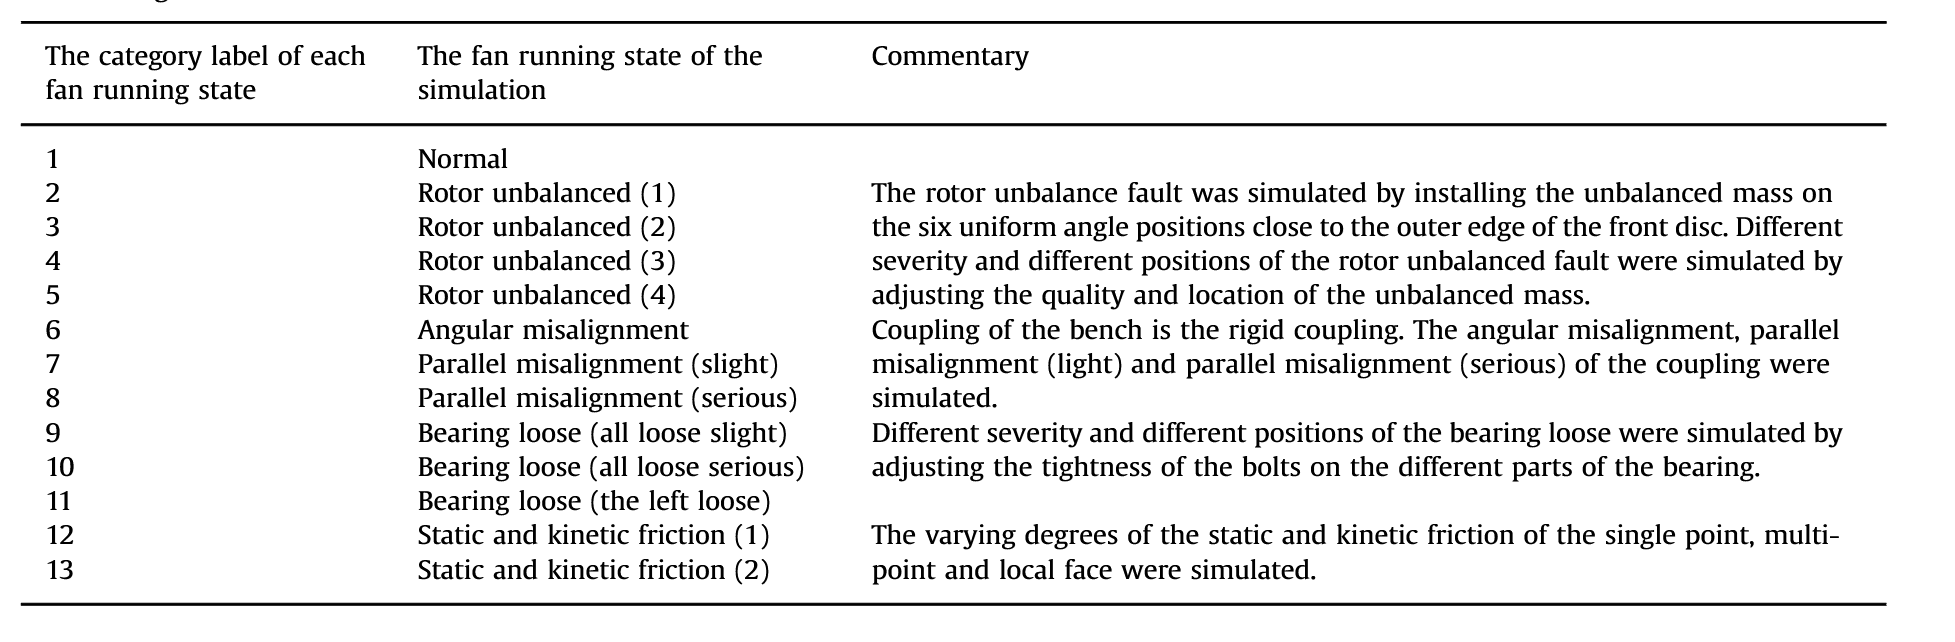 The category label of each fan running state | The fan running state of the simulation | Commentary
1 Normal
2 Rotor unbalanced (1) The rotor unbalance fault was simulated by installing the unbalanced mass on
3 Rotor unbalanced (2) the six uniform angle positions close to the outer edge of the front disc. Different
4 Rotor unbalanced (3) severity and different positions of the rotor unbalanced fault were simulated by
5 Rotor unbalanced (4) adjusting the quality and location of the unbalanced mass.
6 Angular misalignment Coupling of the bench is the rigid coupling. The angular misalignment, parallel
7 Parallel misalignment (slight) misalignment (light) and parallel misalignment (serious) of the coupling were
8 Parallel misalignment (serious) simulated.
9 Bearing loose (all loose slight) Different severity and different positions of the bearing loose were simulated by
10 Bearing loose (all loose serious) adjusting the tightness of the bolts on the different parts of the bearing.
11 Bearing loose (the left loose)
12 Static and kinetic friction (1) The varying degrees of the static and kinetic friction of the single point, multi-
13 Static and kinetic friction (2) point and local face were simulated.